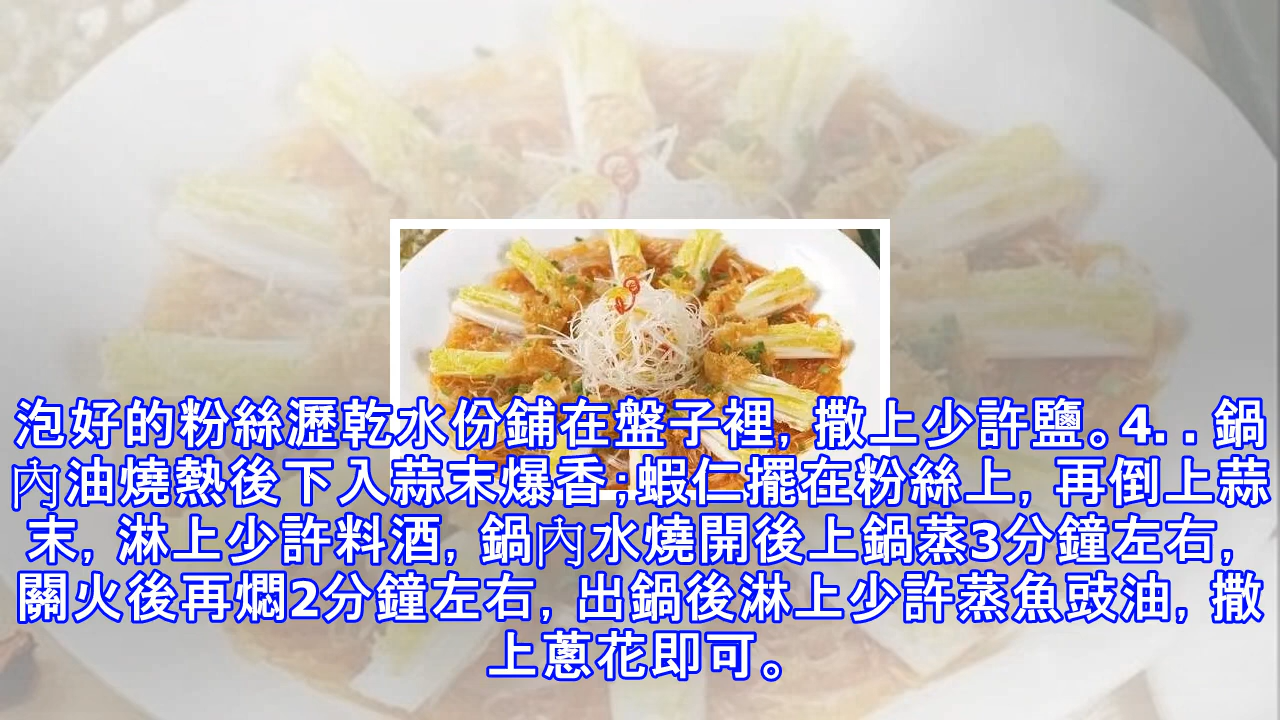 泡好的粉絲瀝乾水份鋪在盤子裡, 撒上少許鹽。4. . 鍋
內油燒熱後下入蒜末爆香;蝦仁擺在粉絲上, 再倒上蒜
末, 淋上少許料酒, 鍋內水燒開後上鍋蒸3分鐘左右,
關火後再燜2分鐘左右, 出鍋後淋上少許蒸魚豉油, 撒
上蔥花即可。